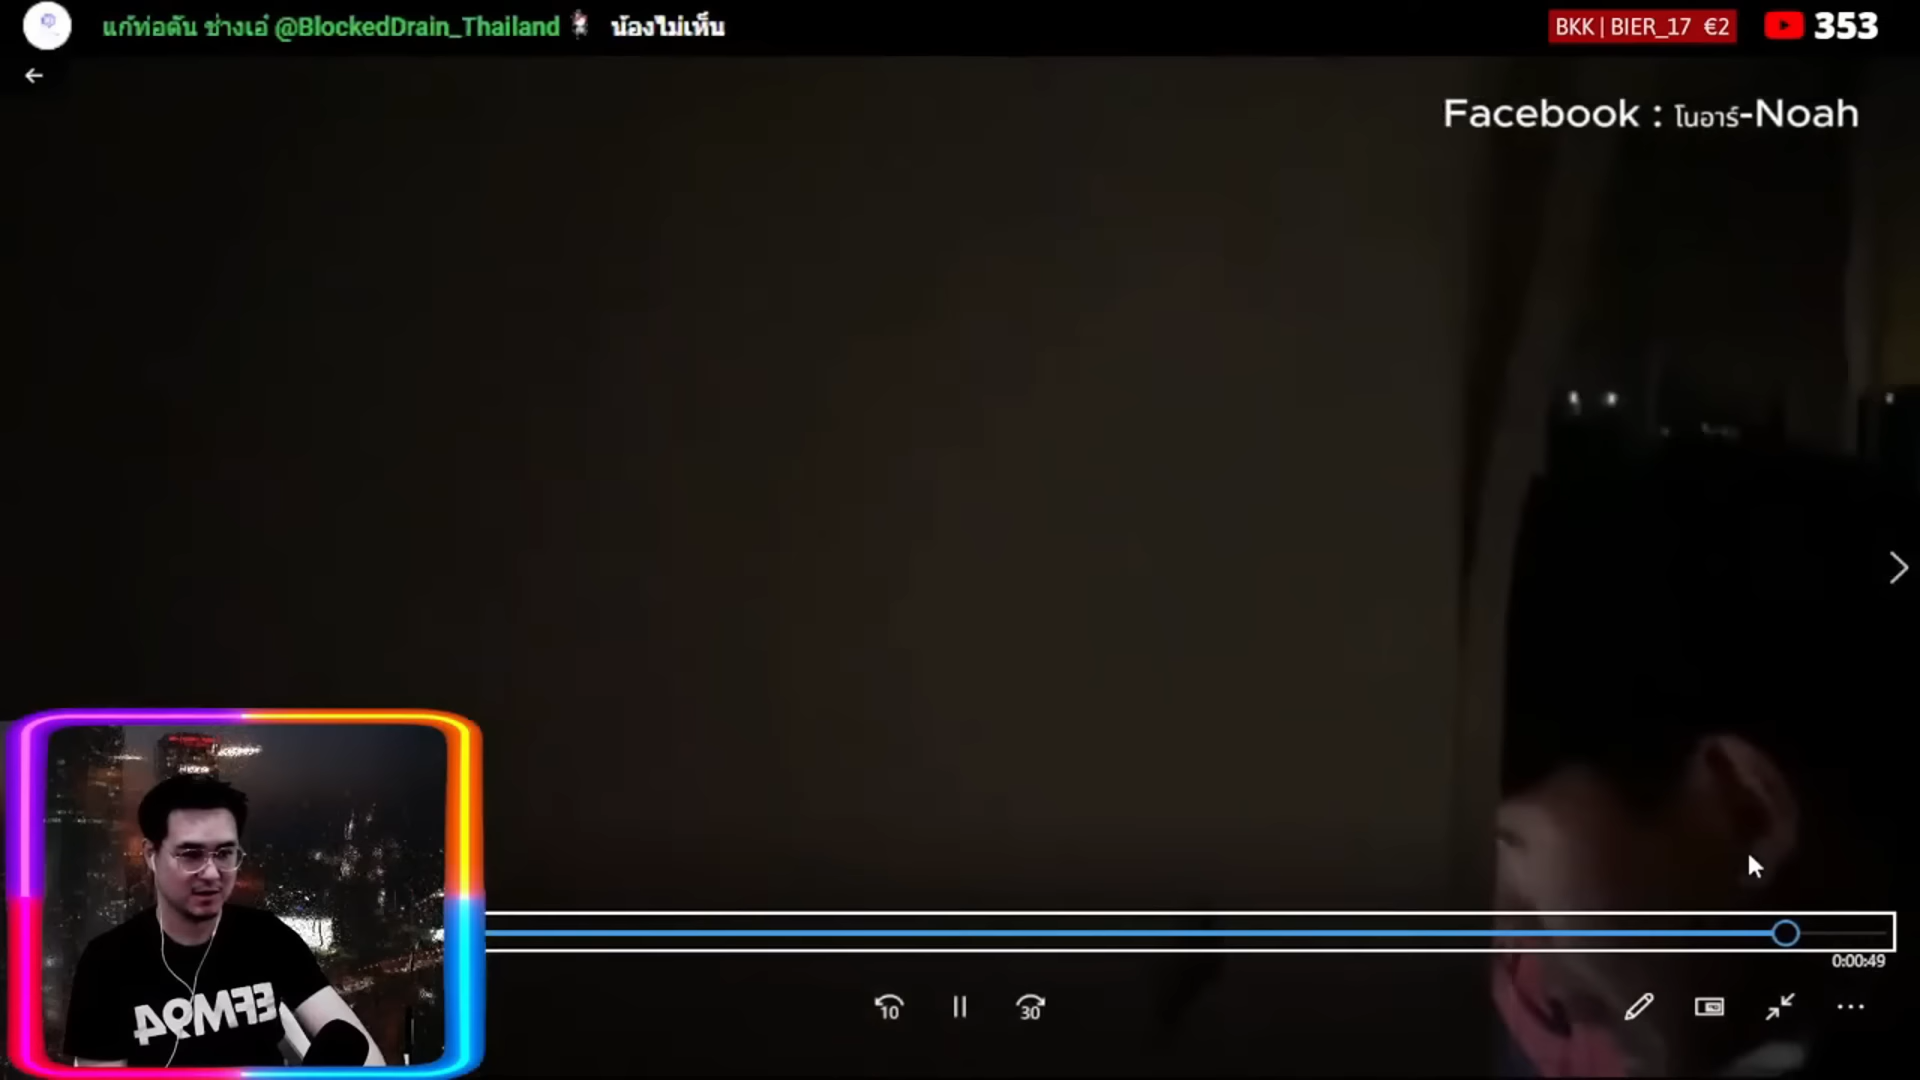 แก้ท่อตัน ช่างเอ๋ @BlockedDrain_Thailand น้องไม่เห็น
BKK | BIER_17 €2
353
Facebook : โนอาร์-Noah
EFM94
0:00:49
10
30